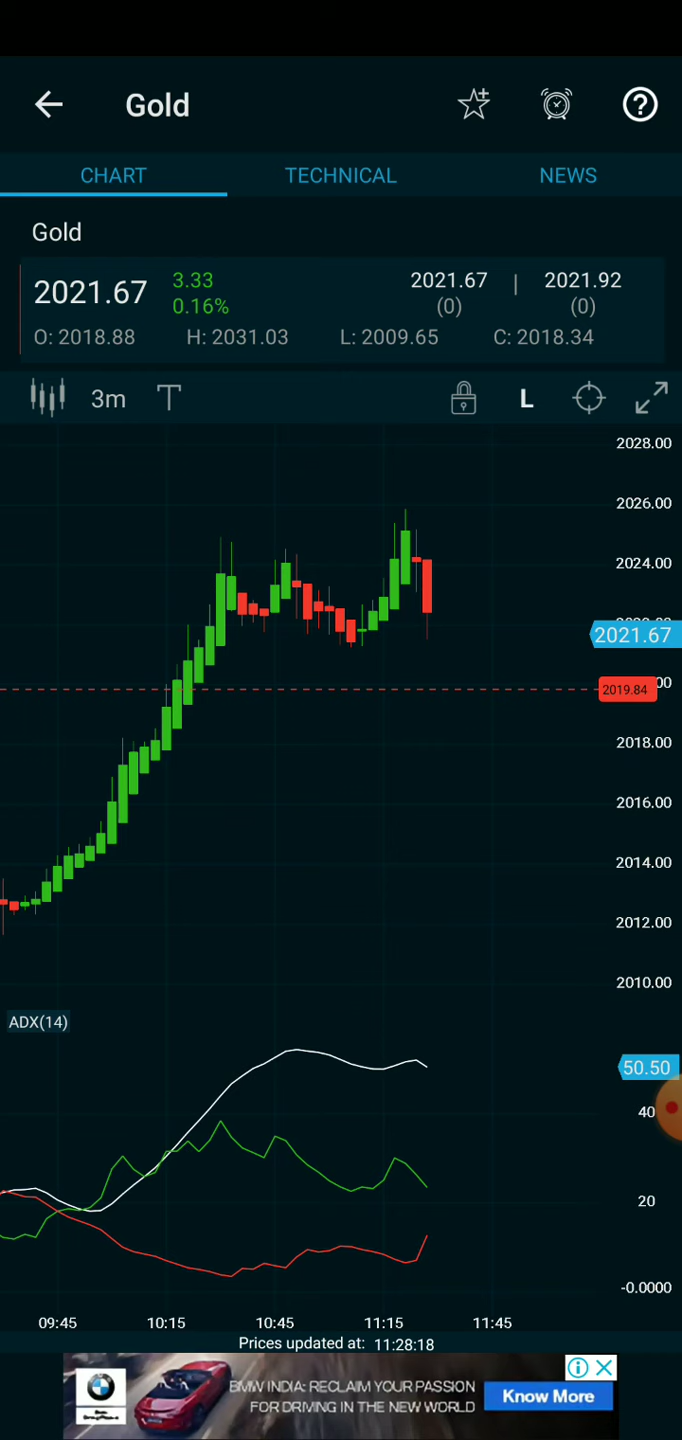 Gold
CHART TECHNICAL NEWS
Gold
2021.67 3.33 0.16% 2021.67 (0) | 2021.92 (0)
O: 2018.88 H: 2031.03 L: 2009.65 C: 2018.34
3m T L
2028.00
2026.00
2024.00
2021.67
2019.84
2018.00
2016.00
2014.00
2012.00
2010.00
ADX(14)
50.50
40
20
-0.0000
09:45 10:15 10:45 11:15 11:45
Prices updated at: 11:28:18
BMW INDIA: RECLAIM YOUR PASSION
FOR DRIVING IN THE NEW WORLD
Know More